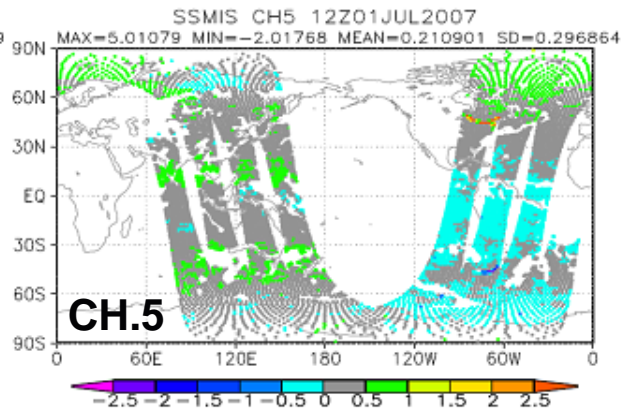 SSMIS CH5 12Z01JUL2007
9 MAX=5.01079 MIN=−2.01768 MEAN=0.210901 SD=0.296864
90N
60N
30N
EQ
30S
60S
90S
CH.5
0 60E 120E 180 120W 60W 0
−2.5 −2 −1.5 −1 −0.5 0 0.5 1 1.5 2 2.5